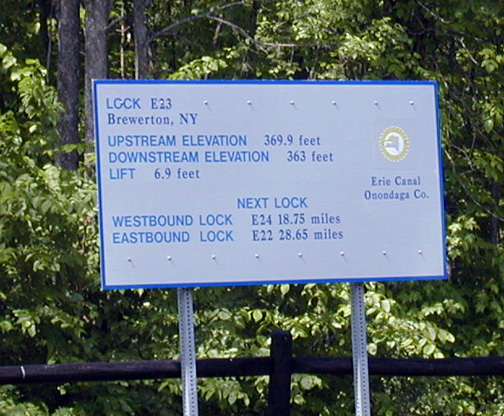 LOCK E23
Brewerton, NY
UPSTREAM ELEVATION 369.9 feet
DOWNSTREAM ELEVATION 363 feet
LIFT 6.9 feet
Erie Canal
Onondaga Co.
NEXT LOCK
WESTBOUND LOCK E24 18.75 miles
EASTBOUND LOCK E22 28.65 miles